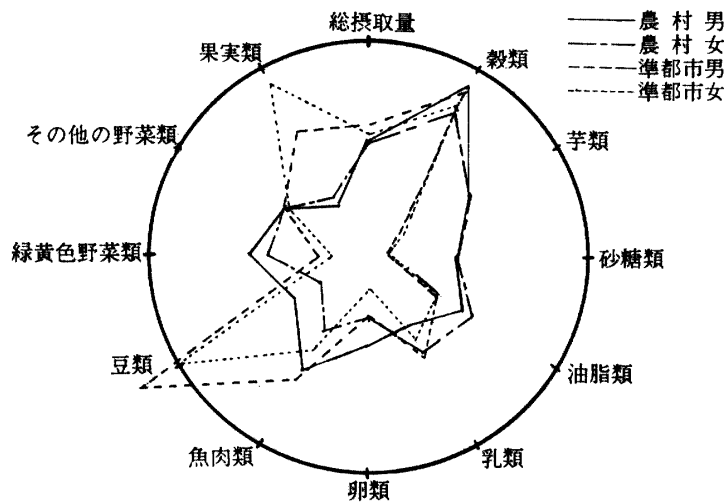 総摂取量
穀類
芋類
砂糖類
油脂類
乳類
卵類
魚肉類
豆類
緑黄色野菜類
その他の野菜類
果実類
農村男
農村女
準都市男
準都市女